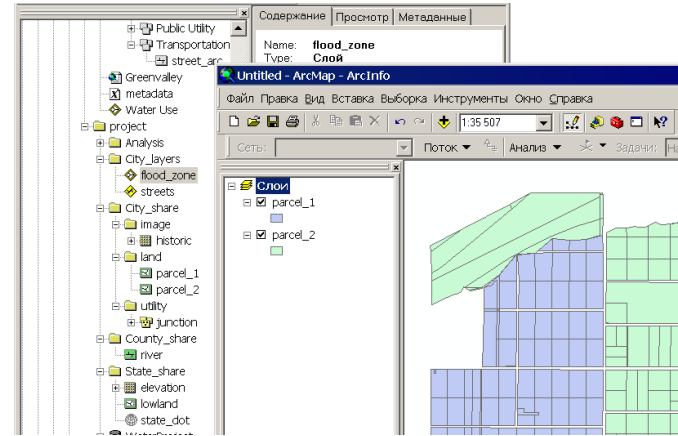 Public Utility
Transportation
street_arc
Greenvalley
metadata
Water Use
project
Analysis
City_layers
flood_zone
streets
City_share
image
historic
land
parcel_1
parcel_2
utility
junction
County_share
river
State_share
elevation
lowland
state_dot
WaterProject
Содержание Просмотр Метаданные
Name: flood_zone
Type: Слой
Untitled - ArcMap - ArcInfo
Файл Правка Вид Вставка Выборка Инструменты Окно Справка
1:35 507
Сеть: Поток Анализ Задачи:
Слои
parcel_1
parcel_2